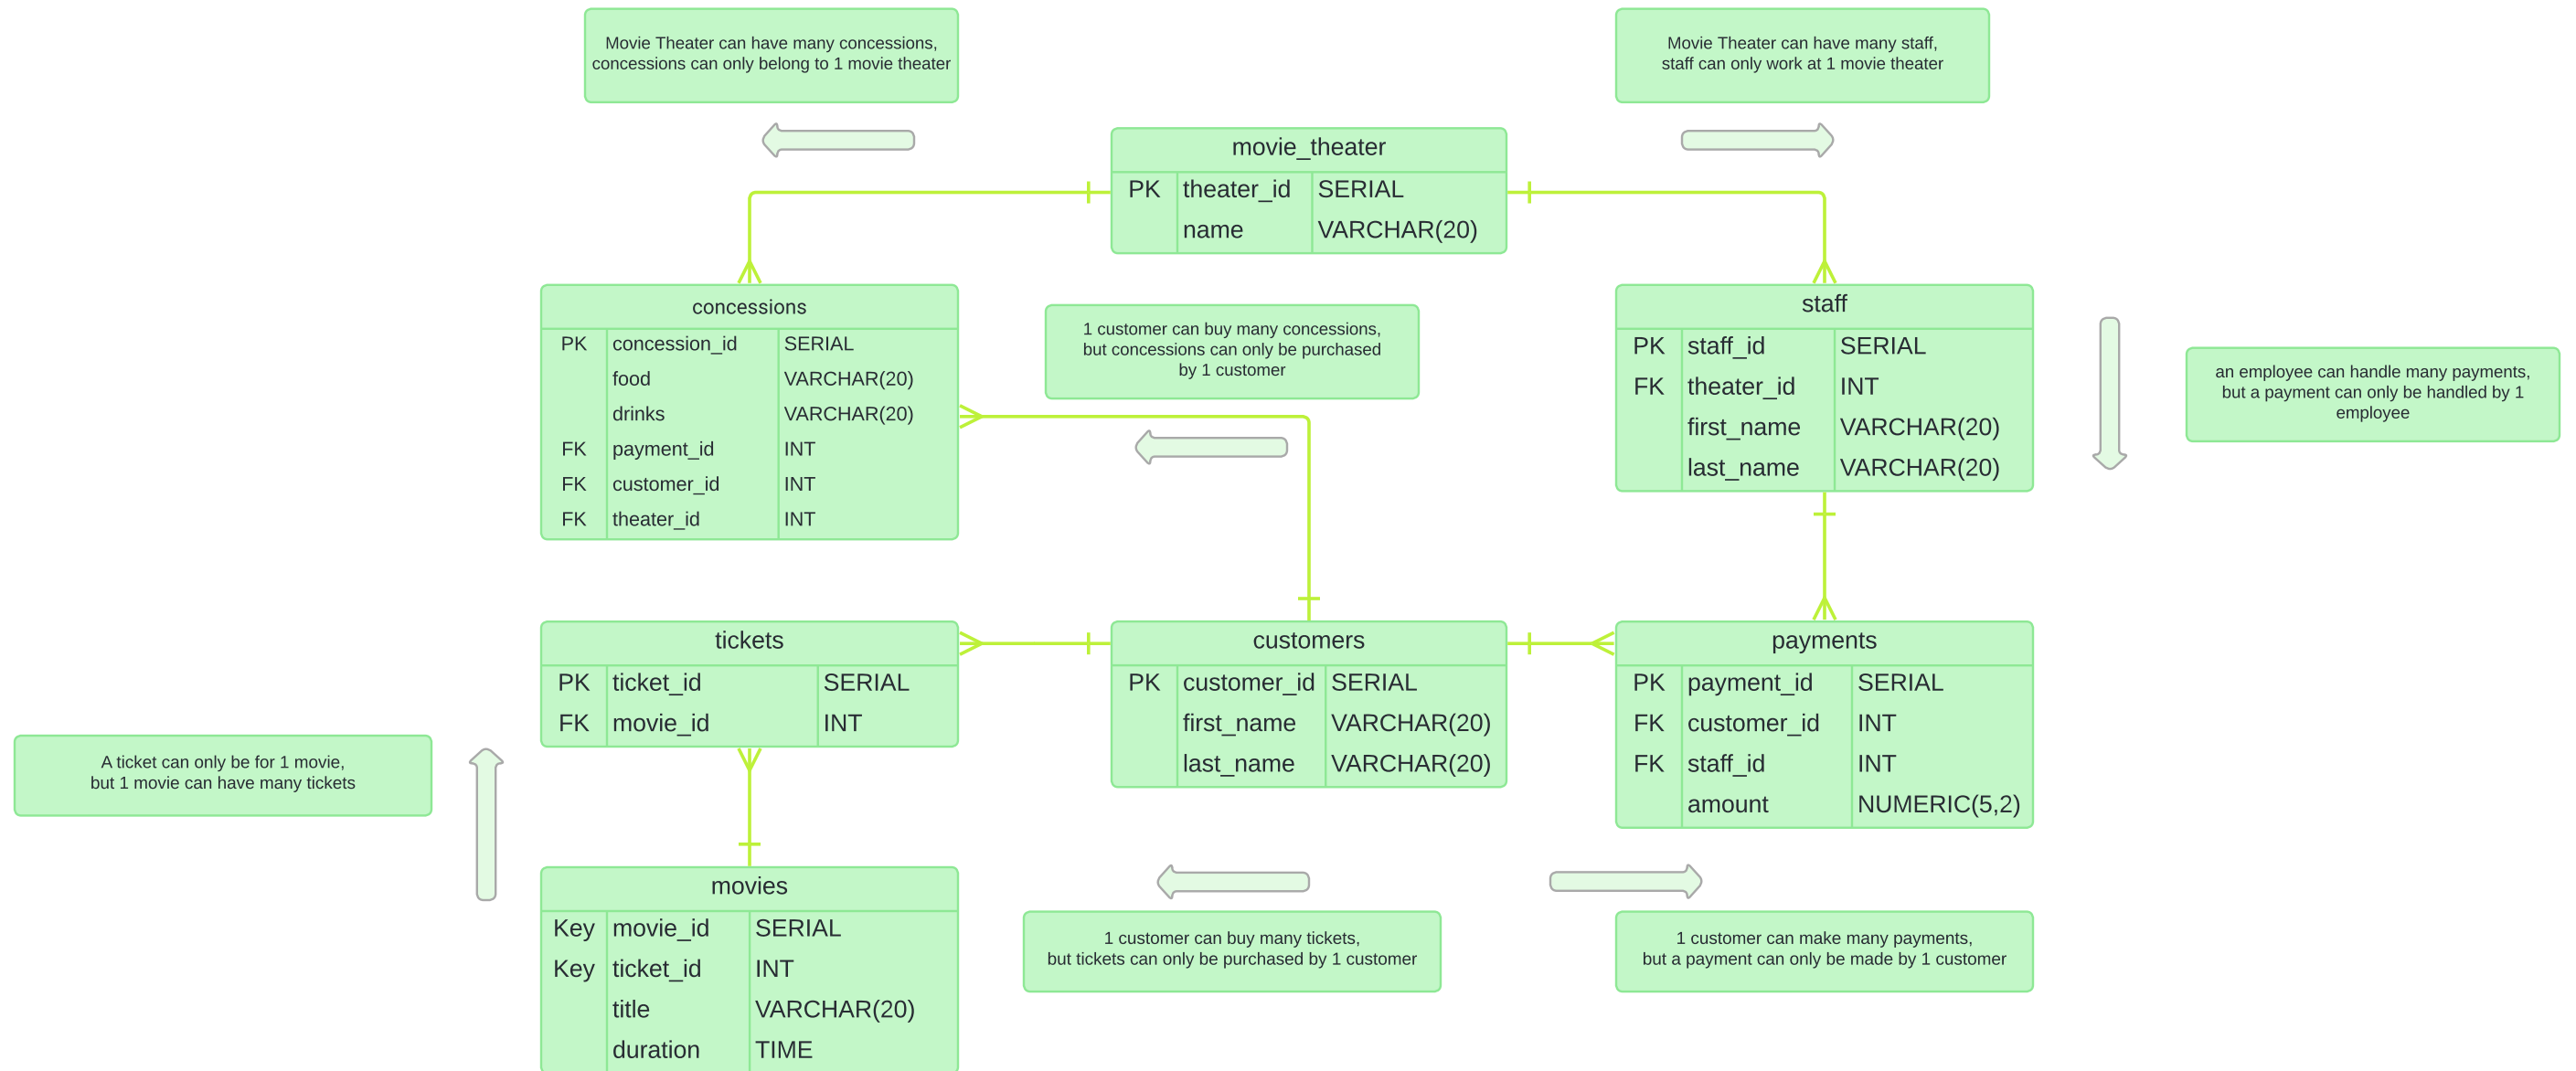 Movie Theater can have many concessions,
concessions can only belong to 1 movie theater
Movie Theater can have many staff,
staff can only work at 1 movie theater
movie_theater
PK theater_id SERIAL
name VARCHAR(20)
concessions
PK concession_id SERIAL
food VARCHAR(20)
drinks VARCHAR(20)
FK payment_id INT
FK customer_id INT
FK theater_id INT
1 customer can buy many concessions,
but concessions can only be purchased
by 1 customer
staff
PK staff_id SERIAL
FK theater_id INT
first_name VARCHAR(20)
last_name VARCHAR(20)
an employee can handle many payments,
but a payment can only be handled by 1
employee
tickets
PK ticket_id SERIAL
FK movie_id INT
customers
PK customer_id SERIAL
first_name VARCHAR(20)
last_name VARCHAR(20)
payments
PK payment_id SERIAL
FK customer_id INT
FK staff_id INT
amount NUMERIC(5,2)
A ticket can only be for 1 movie,
but 1 movie can have many tickets
movies
Key movie_id SERIAL
Key ticket_id INT
title VARCHAR(20)
duration TIME
1 customer can buy many tickets,
but tickets can only be purchased by 1 customer
1 customer can make many payments,
but a payment can only be made by 1 customer